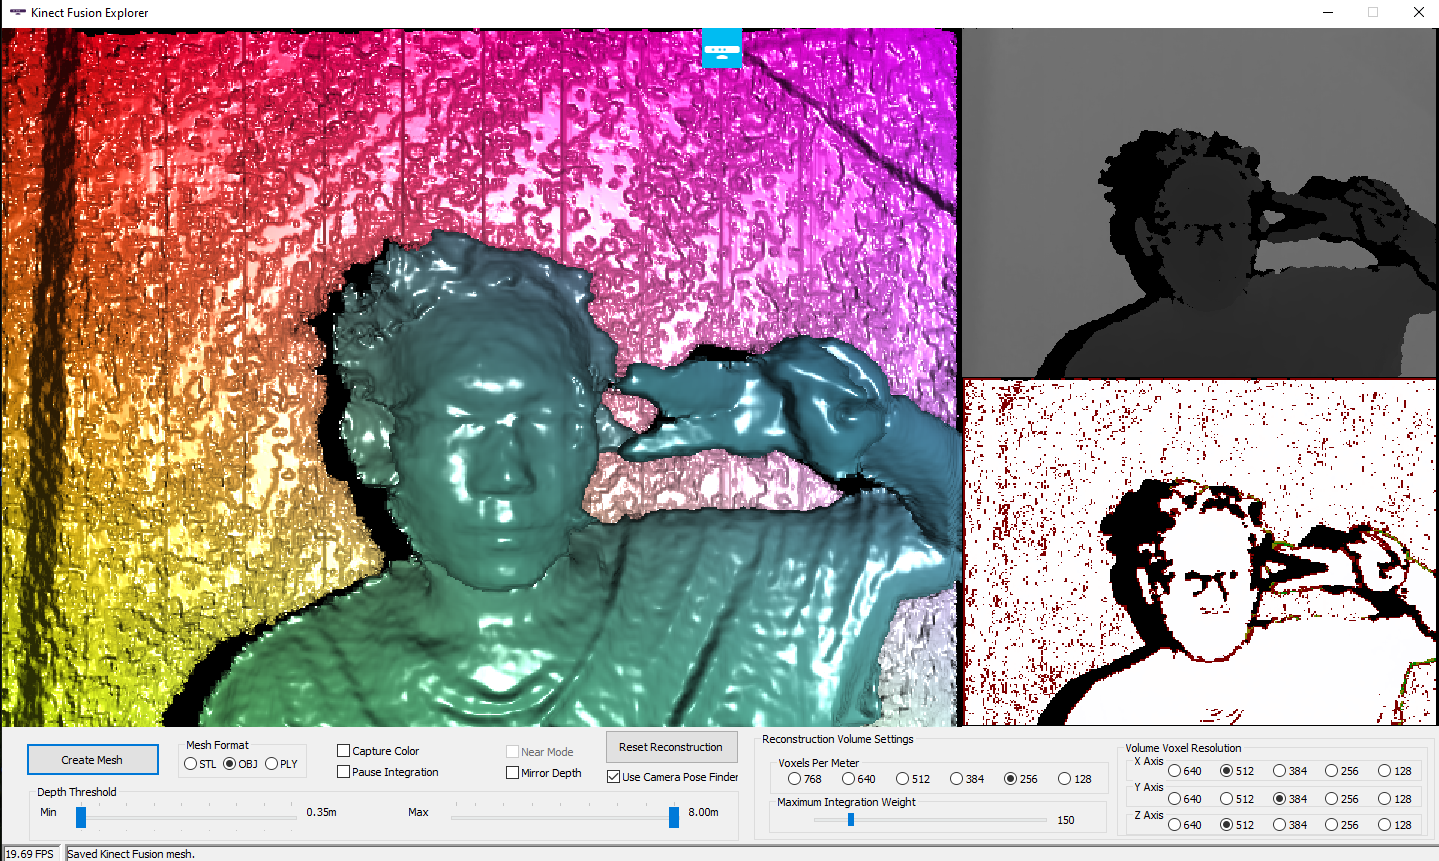 Kinect Fusion Explorer
Create Mesh
Mesh Format
STL OBJ PLY
Capture Color
Pause Integration
Near Mode
Mirror Depth
Reset Reconstruction
Use Camera Pose Finder
Depth Threshold
Min 0.35m
Max 8.00m
Reconstruction Volume Settings
Voxels Per Meter
768 640 512 384 256 128
Maximum Integration Weight
150
Volume Voxel Resolution
X Axis
640 512 384 256 128
Y Axis
640 512 384 256 128
Z Axis
640 512 384 256 128
19.69 FPS
Saved Kinect Fusion mesh.